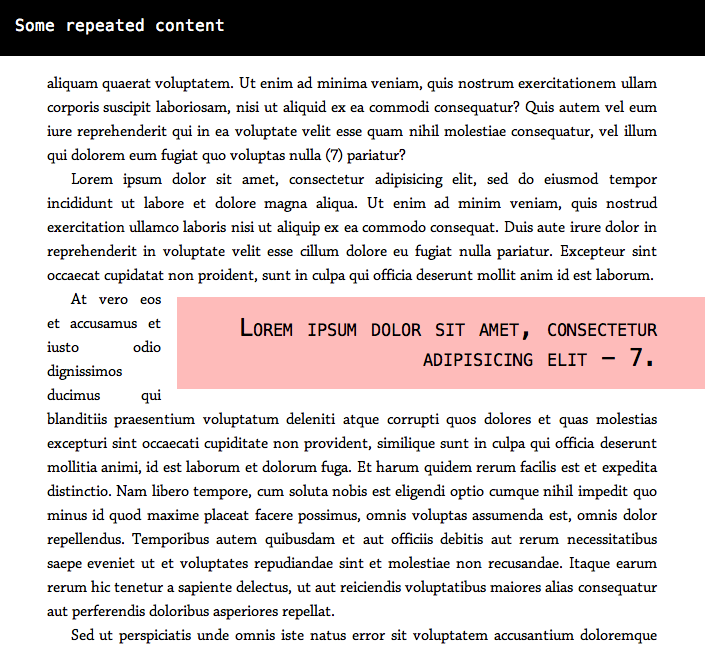 Some repeated content
aliquam quaerat voluptatem. Ut enim ad minima veniam, quis nostrum exercitationem ullam
corporis suscipit laboriosam, nisi ut aliquid ex ea commodi consequatur? Quis autem vel eum
iure reprehenderit qui in ea voluptate velit esse quam nihil molestiae consequatur, vel illum
qui dolorem eum fugiat quo voluptas nulla (7) pariatur?
Lorem ipsum dolor sit amet, consectetur adipisicing elit, sed do eiusmod tempor
incididunt ut labore et dolore magna aliqua. Ut enim ad minim veniam, quis nostrud
exercitation ullamco laboris nisi ut aliquip ex ea commodo consequat. Duis aute irure dolor in
reprehenderit in voluptate velit esse cillum dolore eu fugiat nulla pariatur. Excepteur sint
occaecat cupidatat non proident, sunt in culpa qui officia deserunt mollit anim id est laborum.
At vero eos
et accusamus et
iusto odio
dignissimos
ducimus qui
Lorem ipsum dolor sit amet, consectetur
adipisicing elit – 7.
blanditiis praesentium voluptatum deleniti atque corrupti quos dolores et quas molestias
excepturi sint occaecati cupiditate non provident, similique sunt in culpa qui officia deserunt
mollitia animi, id est laborum et dolorum fuga. Et harum quidem rerum facilis est et expedita
distinctio. Nam libero tempore, cum soluta nobis est eligendi optio cumque nihil impedit quo
minus id quod maxime placeat facere possimus, omnis voluptas assumenda est, omnis dolor
repellendus. Temporibus autem quibusdam et aut officiis debitis aut rerum necessitatibus
saepe eveniet ut et voluptates repudiandae sint et molestiae non recusandae. Itaque earum
rerum hic tenetur a sapiente delectus, ut aut reiciendis voluptatibus maiores alias consequatur
aut perferendis doloribus asperiores repellat.
Sed ut perspiciatis unde omnis iste natus error sit voluptatem accusantium doloremque